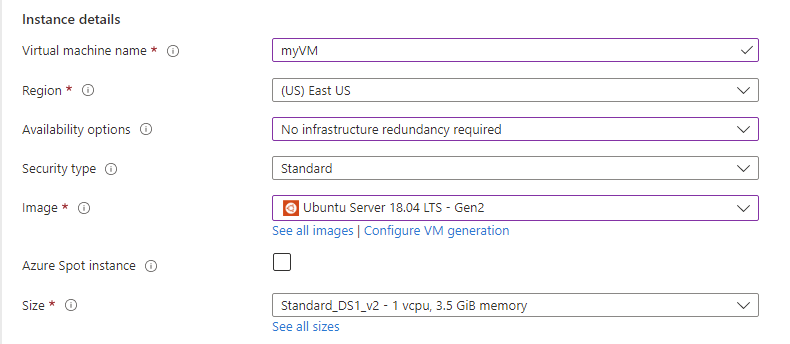 Instance details
Virtual machine name * myVM
Region * (US) East US
Availability options No infrastructure redundancy required
Security type Standard
Image * Ubuntu Server 18.04 LTS - Gen2
See all images | Configure VM generation
Azure Spot instance
Size * Standard_DS1_v2 - 1 vcpu, 3.5 GiB memory
See all sizes